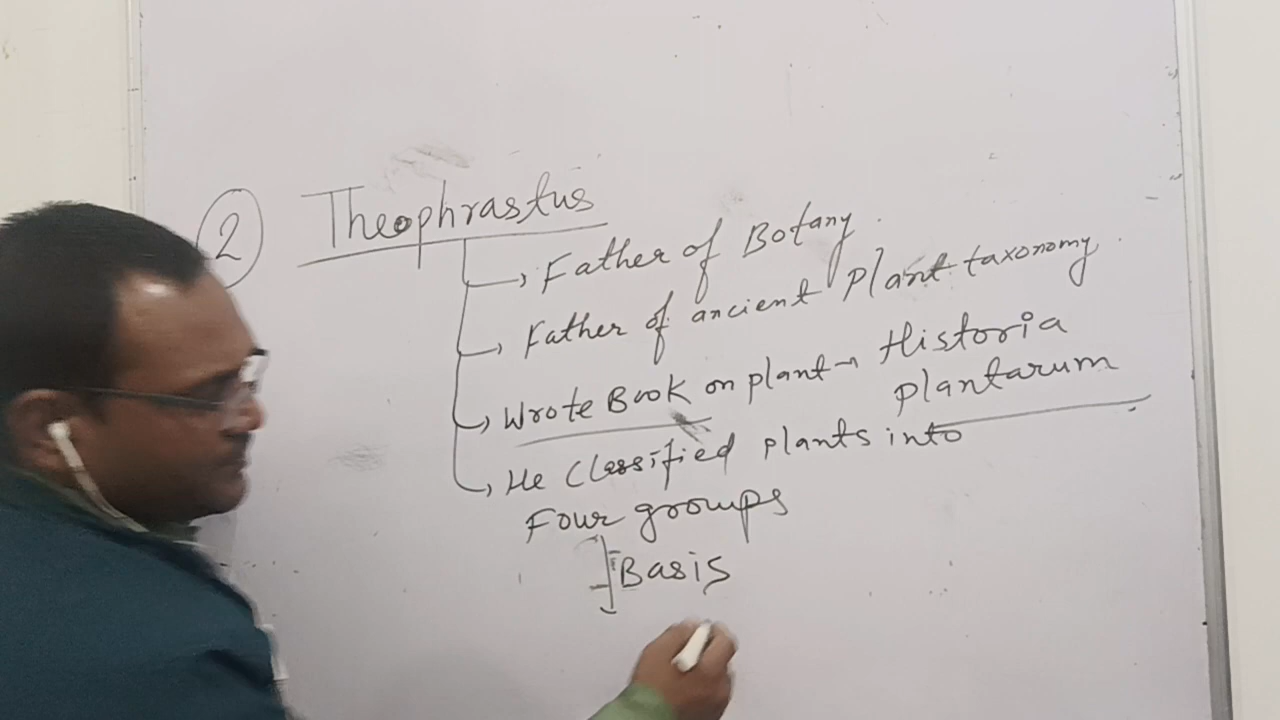 2 Theophrastus
→ Father of Botany.
→ Father of ancient plant taxonomy.
→ Wrote Book on plant → Historia
plantarum
→ He Classified plants into
Four groups
Basis